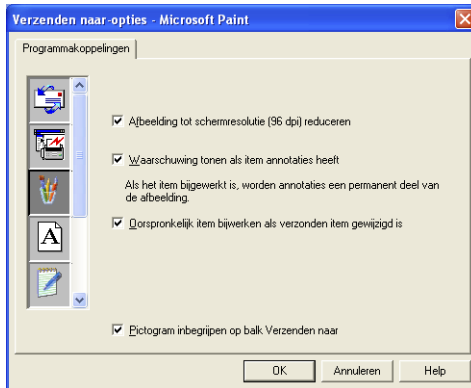 Verzenden naar-opties - Microsoft Paint
Programmakoppelingen
Afbeelding tot schermresolutie (96 dpi) reduceren
Waarschuwing tonen als item annotaties heeft
Als het item bijgewerkt is, worden annotaties een permanent deel van
de afbeelding.
Oorspronkelijk item bijwerken als verzonden item gewijzigd is
A
Pictogram inbegrijpen op balk Verzenden naar
OK Annuleren Help